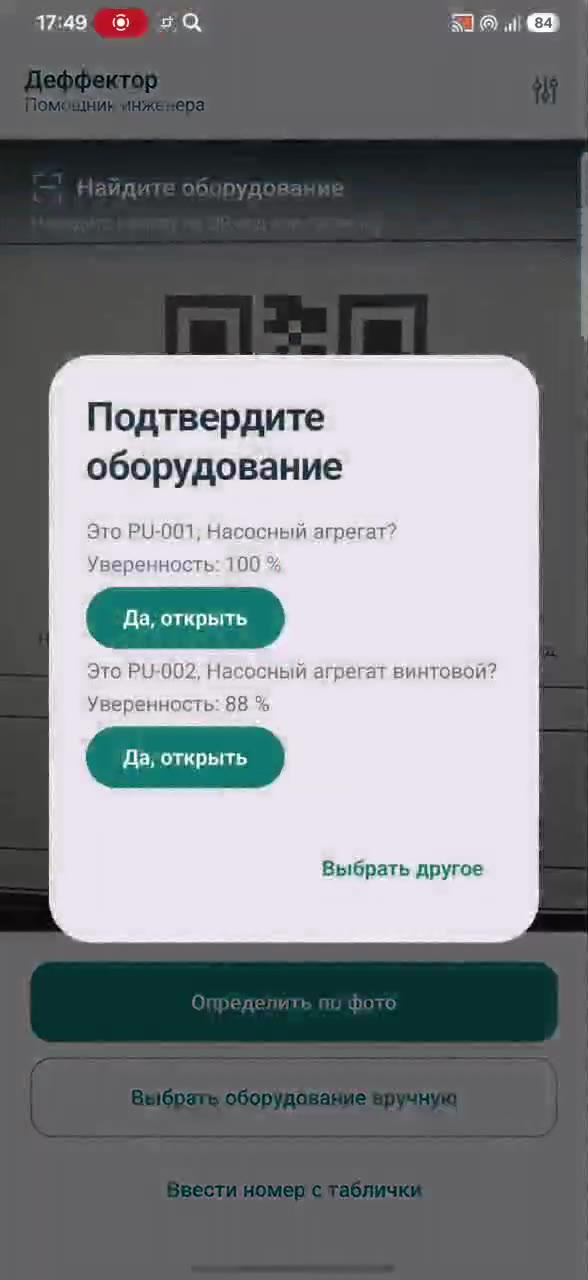 17:49
84
Деффектор
Помощник инженера
Найдите оборудование
Подтвердите
оборудование
Это PU-001, Насосный агрегат?
Уверенность: 100 %
Да, открыть
Это PU-002, Насосный агрегат винтовой?
Уверенность: 88 %
Да, открыть
Выбрать другое
Определить по фото
Выбрать оборудование вручную
Ввести номер с таблички